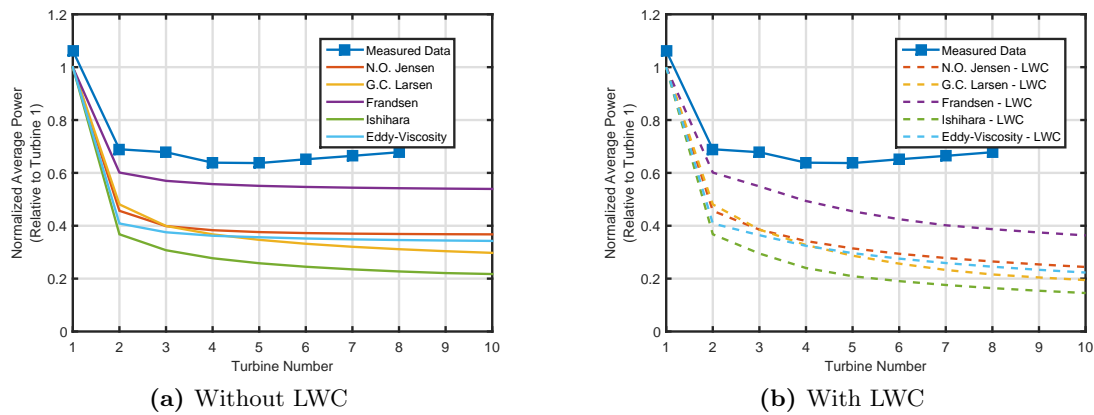 Normalized Average Power
(Relative to Turbine 1)
1.2
1
0.8
0.6
0.4
0.2
0
Measured Data
N.O. Jensen
G.C. Larsen
Frandsen
Ishihara
Eddy-Viscosity
1 2 3 4 5 6 7 8 9 10
Turbine Number
(a) Without LWC
Normalized Average Power
(Relative to Turbine 1)
1.2
1
0.8
0.6
0.4
0.2
0
Measured Data
N.O. Jensen - LWC
G.C. Larsen - LWC
Frandsen - LWC
Ishihara - LWC
Eddy-Viscosity - LWC
1 2 3 4 5 6 7 8 9 10
Turbine Number
(b) With LWC